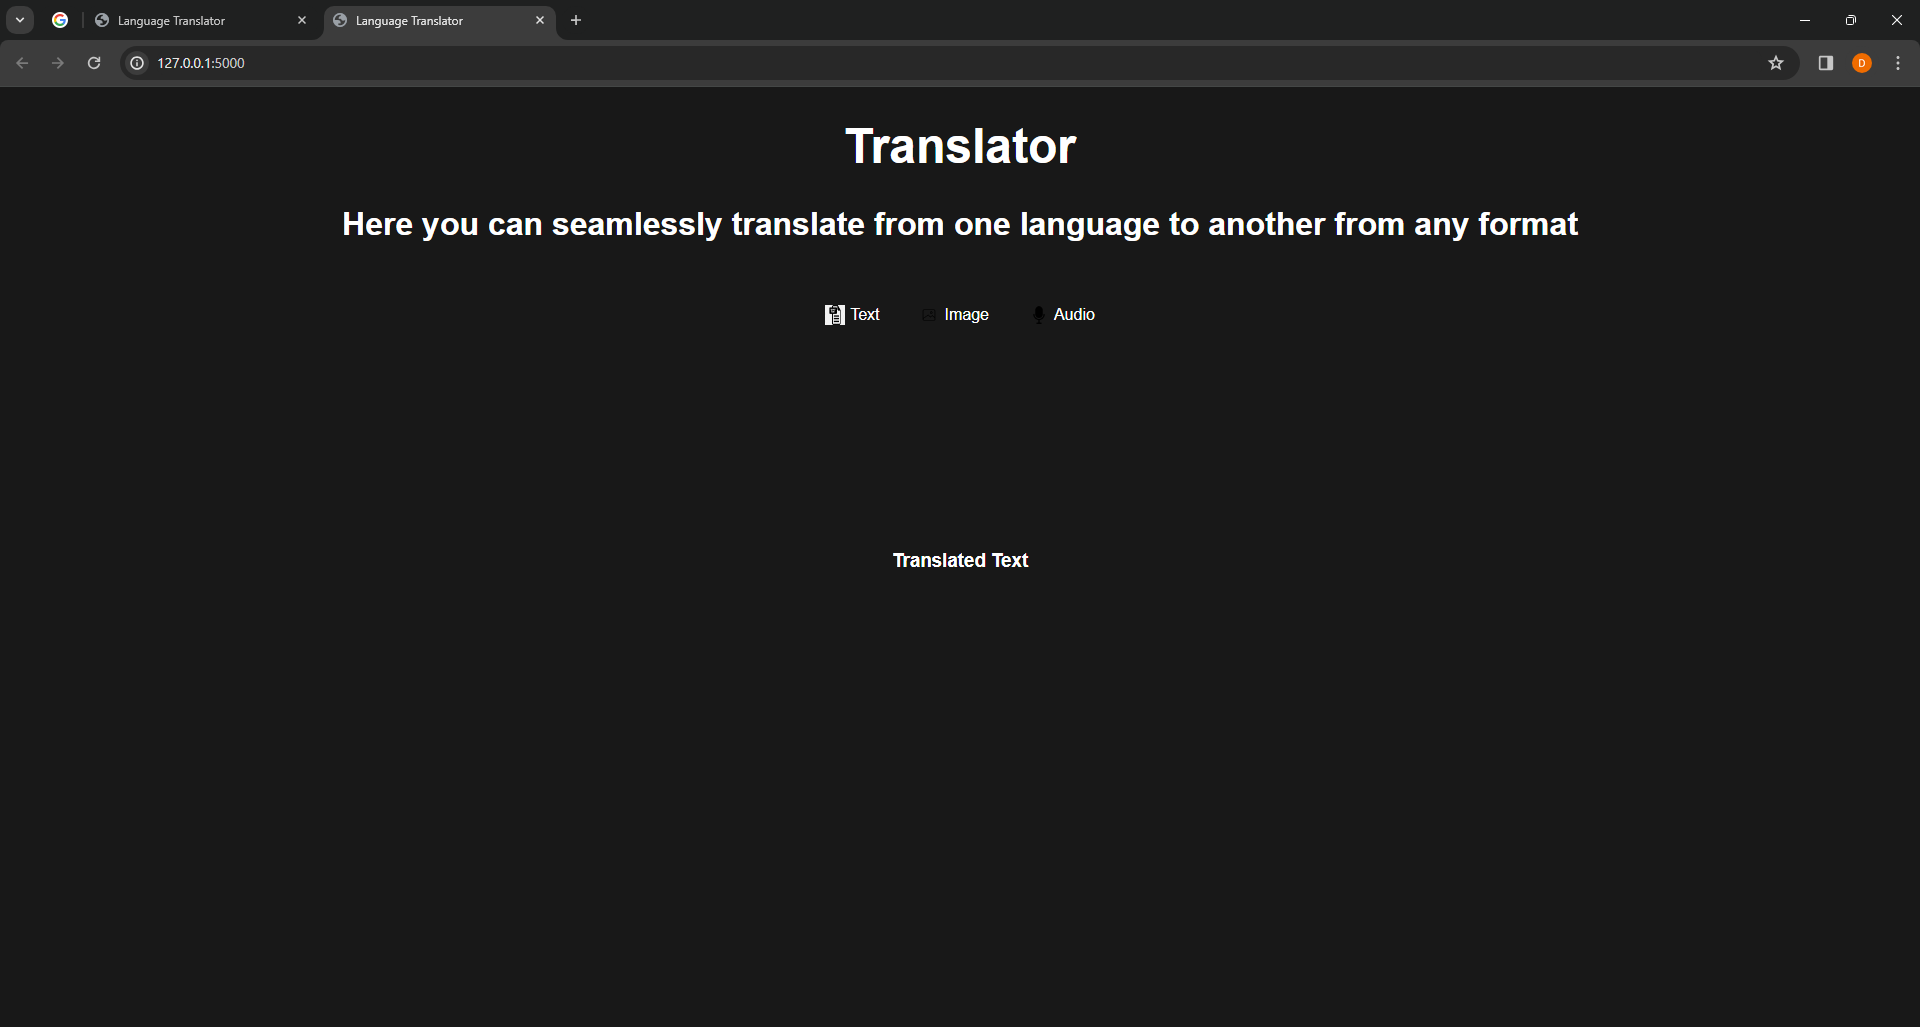 Language Translator
Language Translator
127.0.0.1:5000
D
Translator
Here you can seamlessly translate from one language to another from any format
Text Image Audio
Translated Text